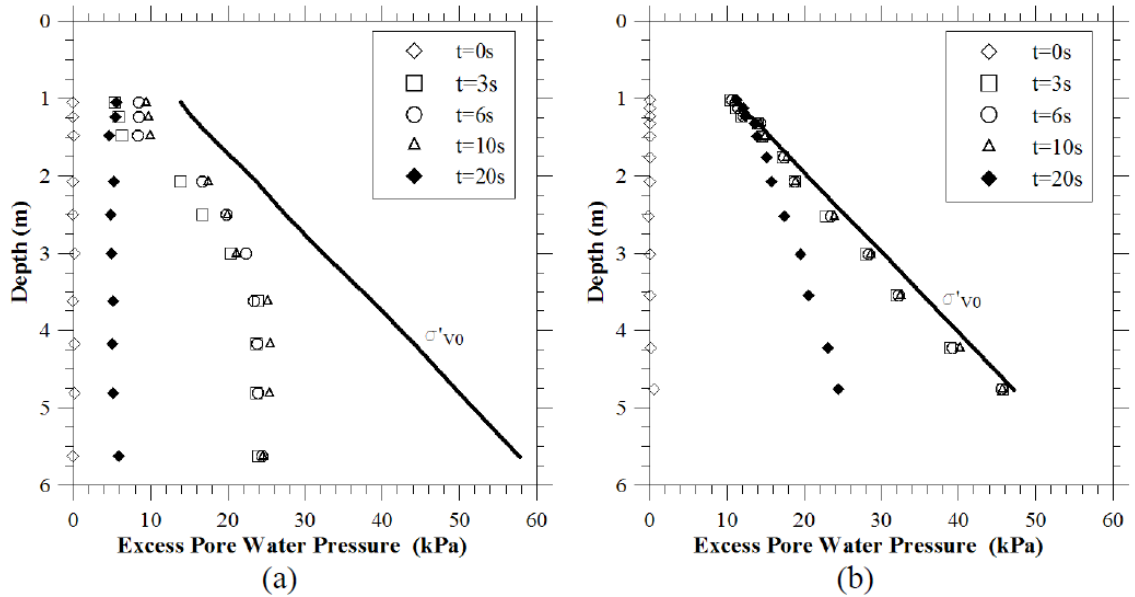 0
1
2
3
4
5
6
Depth (m)
0 10 20 30 40 50 60
Excess Pore Water Pressure (kPa)
t=0s
t=3s
t=6s
t=10s
t=20s
σ'V0
(a)
0
1
2
3
4
5
6
Depth (m)
0 10 20 30 40 50 60
Excess Pore Water Pressure (kPa)
t=0s
t=3s
t=6s
t=10s
t=20s
σ'V0
(b)